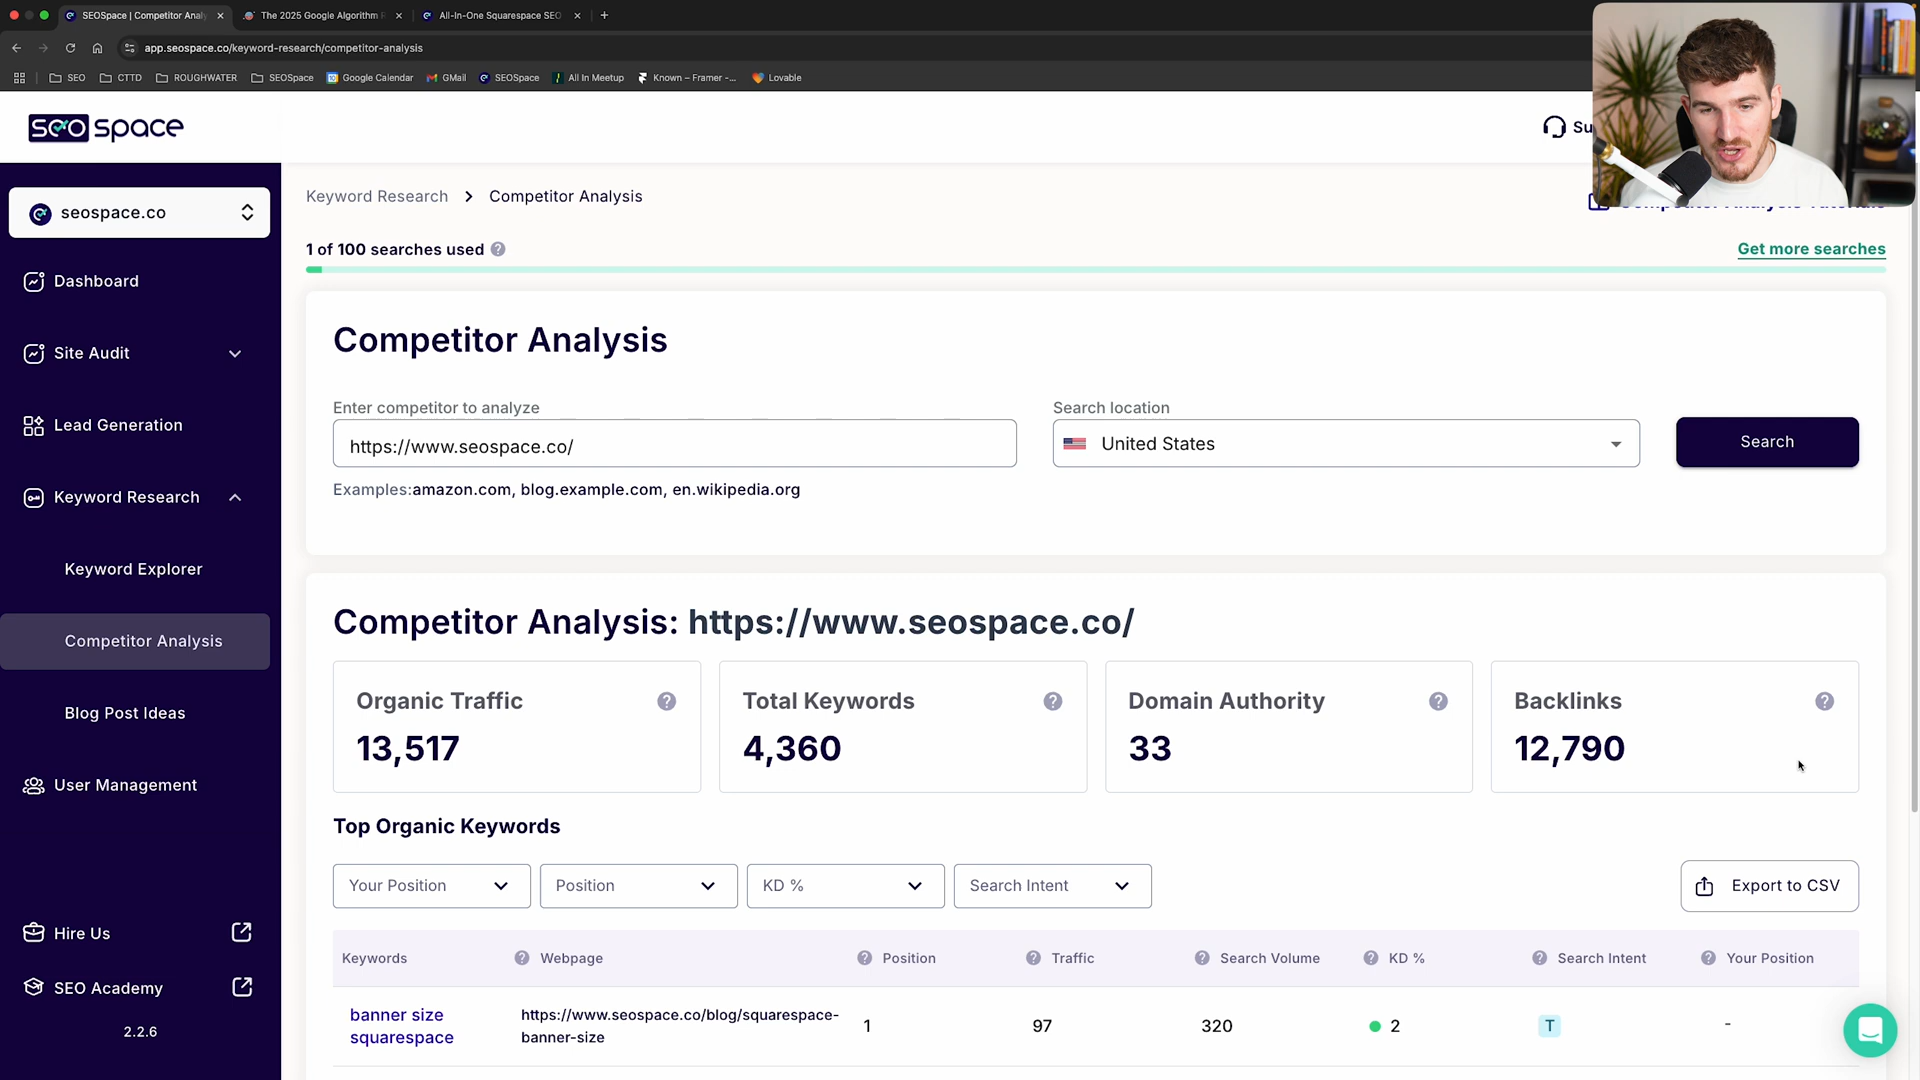 SEOSpace | Competitor Analy
The 2025 Google Algorithm R
All-In-One Squarespace SEO
app.seospace.co/keyword-research/competitor-analysis
SEO
CTTD
ROUGHWATER
SEOSpace
Google Calendar
GMail
SEOSpace
All In Meetup
Known – Framer -...
Lovable
seo space
Su
seospace.co
Dashboard
Site Audit
Lead Generation
Keyword Research
Keyword Explorer
Competitor Analysis
Blog Post Ideas
User Management
Hire Us
SEO Academy
2.2.6
Keyword Research > Competitor Analysis
Competitor Analysis Tutorials
1 of 100 searches used
Get more searches
Competitor Analysis
Enter competitor to analyze
https://www.seospace.co/
Examples:amazon.com, blog.example.com, en.wikipedia.org
Search location
United States
Search
Competitor Analysis: https://www.seospace.co/
Organic Traffic
13,517
Total Keywords
4,360
Domain Authority
33
Backlinks
12,790
Top Organic Keywords
Your Position
Position
KD %
Search Intent
Export to CSV
Keywords
Webpage
Position
Traffic
Search Volume
KD %
Search Intent
Your Position
banner size
squarespace
https://www.seospace.co/blog/squarespace-
banner-size
1
97
320
2
T
-